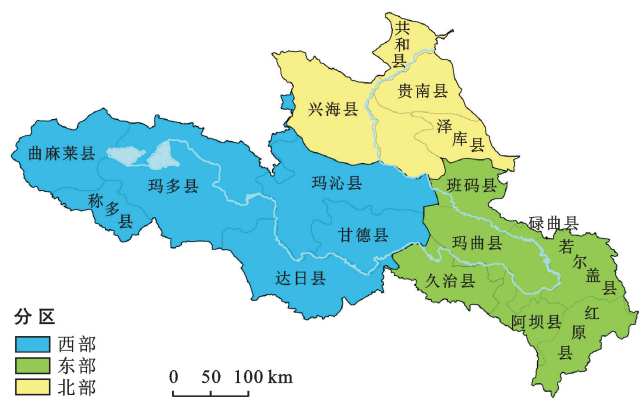 共和县
贵南县
兴海县
泽库县
曲麻莱县
玛多县
称多县
玛沁县
班码县
甘德县
玛曲县
碌曲县
若尔盖县
达日县
久治县
阿坝县
红原县
分区
西部
东部
北部
0 50 100 km